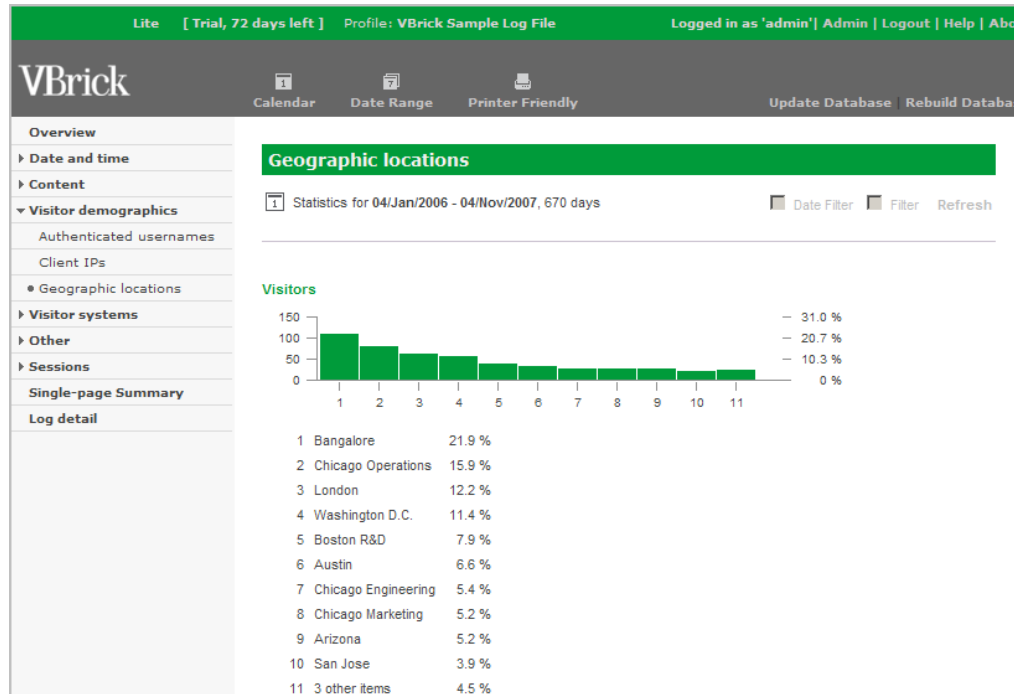 Lite [ Trial, 72 days left ] Profile: VBrick Sample Log File Logged in as 'admin'| Admin | Logout | Help | Abo
VBrick
1 7
Calendar Date Range Printer Friendly Update Database | Rebuild Databa
Overview
Date and time
Content
Visitor demographics
Authenticated usernames
Client IPs
Geographic locations
Visitor systems
Other
Sessions
Single-page Summary
Log detail
Geographic locations
1 Statistics for 04/Jan/2006 - 04/Nov/2007, 670 days Date Filter Filter Refresh
Visitors
150 31.0 %
100 20.7 %
50 10.3 %
0 0 %
1 2 3 4 5 6 7 8 9 10 11
1 Bangalore 21.9 %
2 Chicago Operations 15.9 %
3 London 12.2 %
4 Washington D.C. 11.4 %
5 Boston R&D 7.9 %
6 Austin 6.6 %
7 Chicago Engineering 5.4 %
8 Chicago Marketing 5.2 %
9 Arizona 5.2 %
10 San Jose 3.9 %
11 3 other items 4.5 %